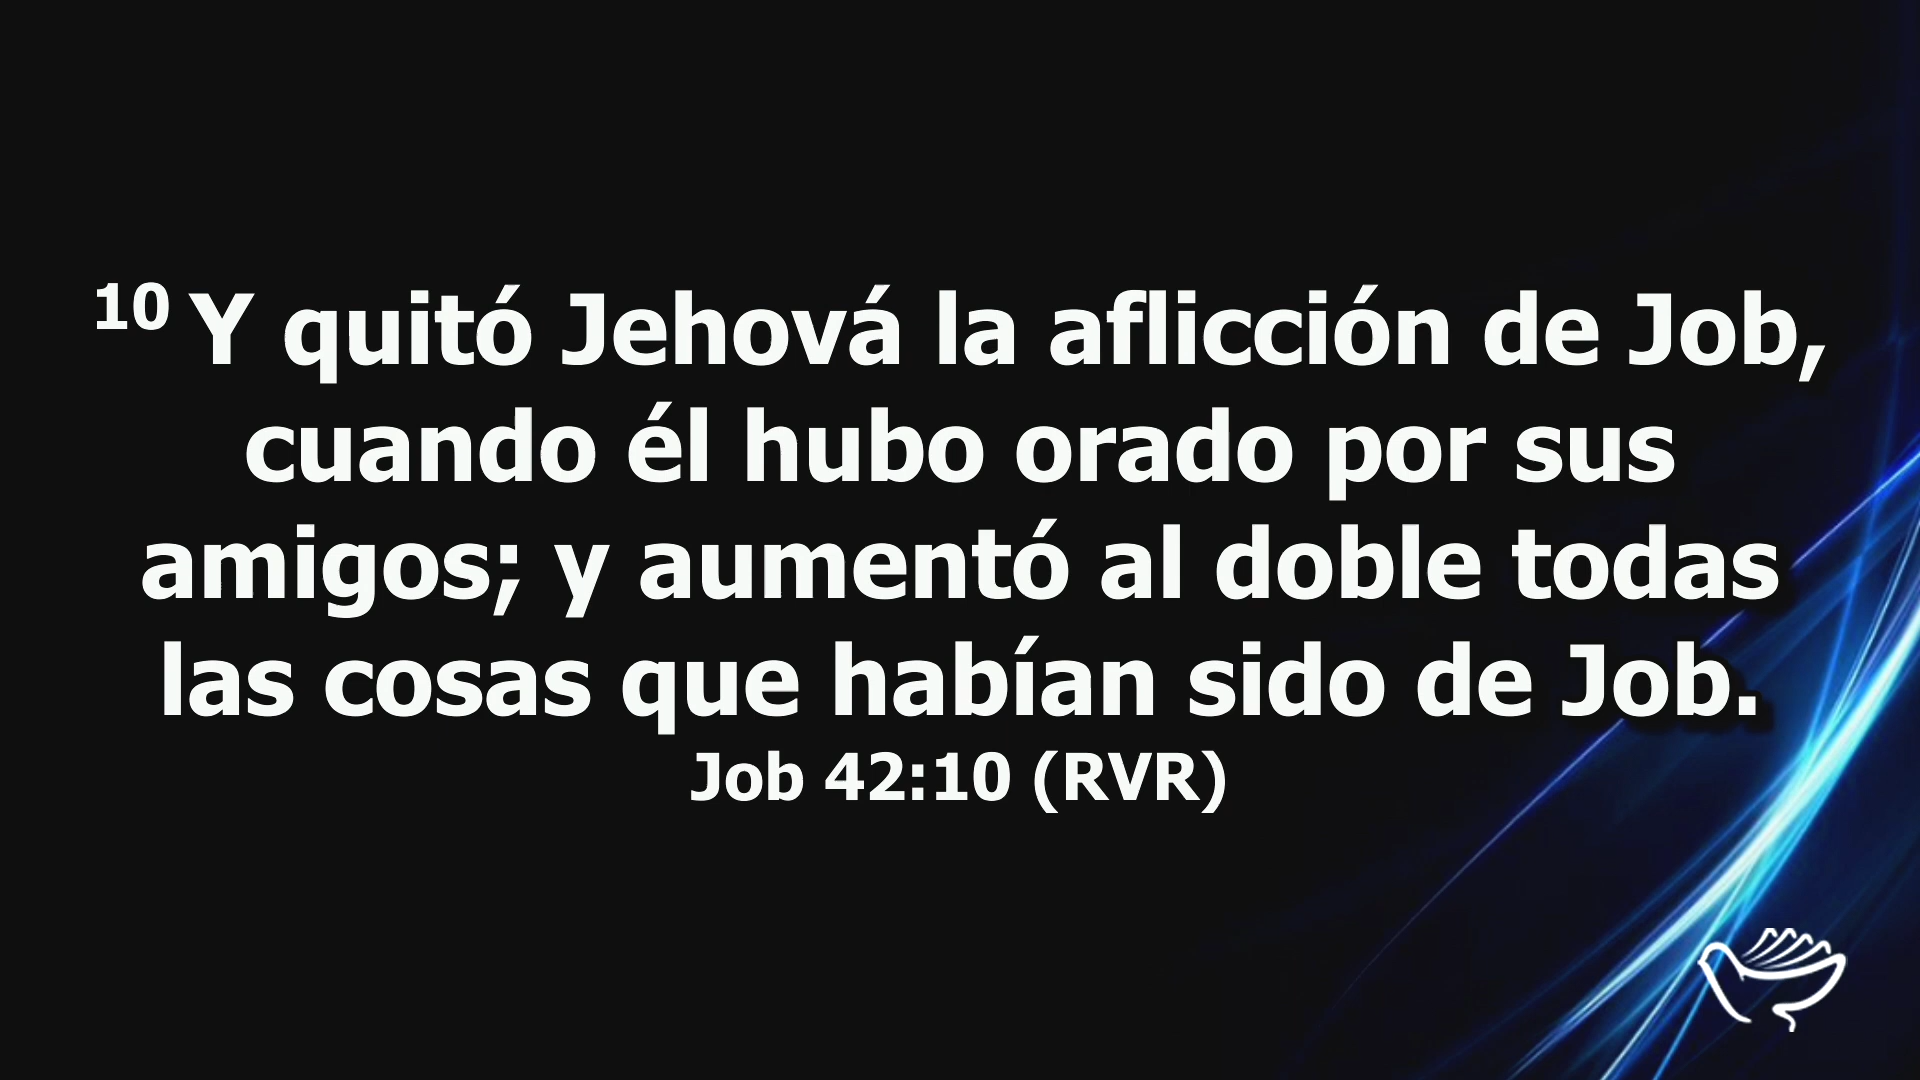 10 Y quitó Jehová la aflicción de Job,
cuando él hubo orado por sus
amigos; y aumentó al doble todas
las cosas que habían sido de Job.
Job 42:10 (RVR)